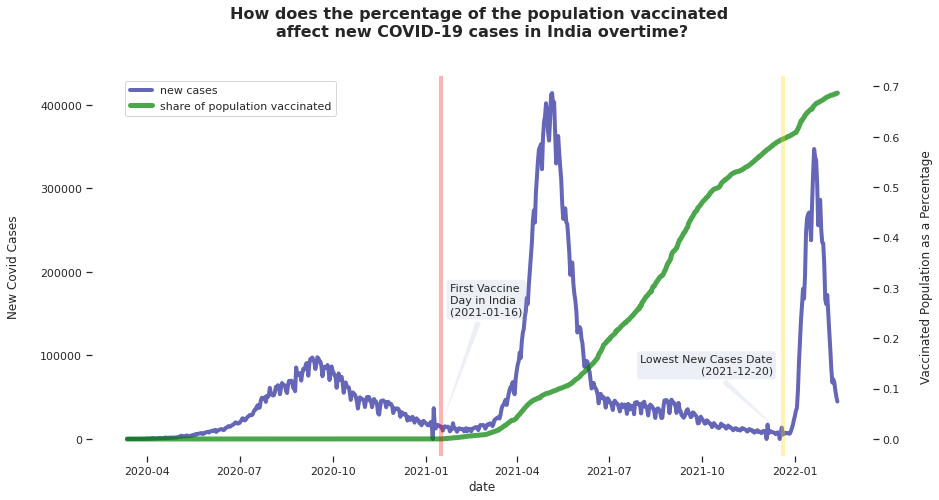 How does the percentage of the population vaccinated
affect new COVID-19 cases in India overtime?
new cases
share of population vaccinated
400000
300000
200000
100000
0
New Covid Cases
0.7
0.6
0.5
0.4
0.3
0.2
0.1
0.0
Vaccinated Population as a Percentage
First Vaccine
Day in India
(2021-01-16)
Lowest New Cases Date
(2021-12-20)
2020-04
2020-07
2020-10
2021-01
2021-04
2021-07
2021-10
2022-01
date